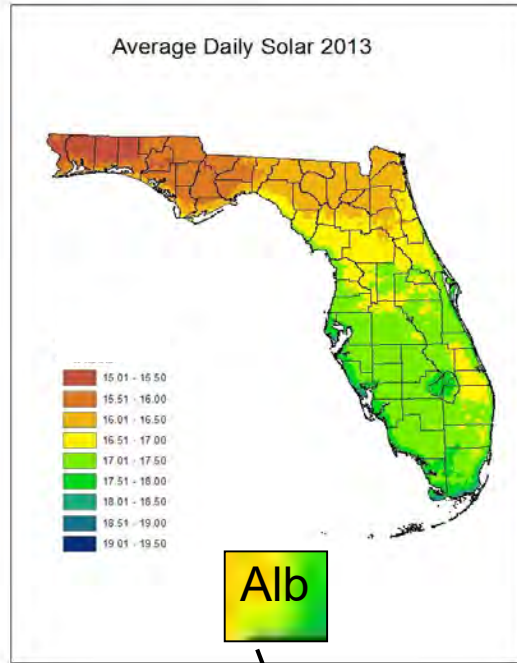 Average Daily Solar 2013
15.01 - 15.50
15.51 - 16.00
16.01 - 16.50
16.51 - 17.00
17.01 - 17.50
17.51 - 18.00
18.01 - 18.50
18.51 - 19.00
19.01 - 19.50
Alb